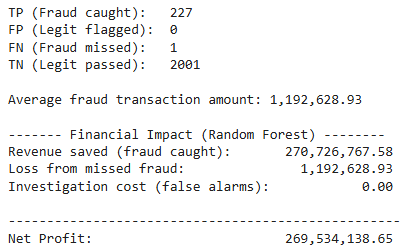 TP (Fraud caught): 227
FP (Legit flagged): 0
FN (Fraud missed): 1
TN (Legit passed): 2001
Average fraud transaction amount: 1,192,628.93
------- Financial Impact (Random Forest) --------
Revenue saved (fraud caught): 270,726,767.58
Loss from missed fraud: 1,192,628.93
Investigation cost (false alarms): 0.00
-------------------------------------------------
Net Profit: 269,534,138.65